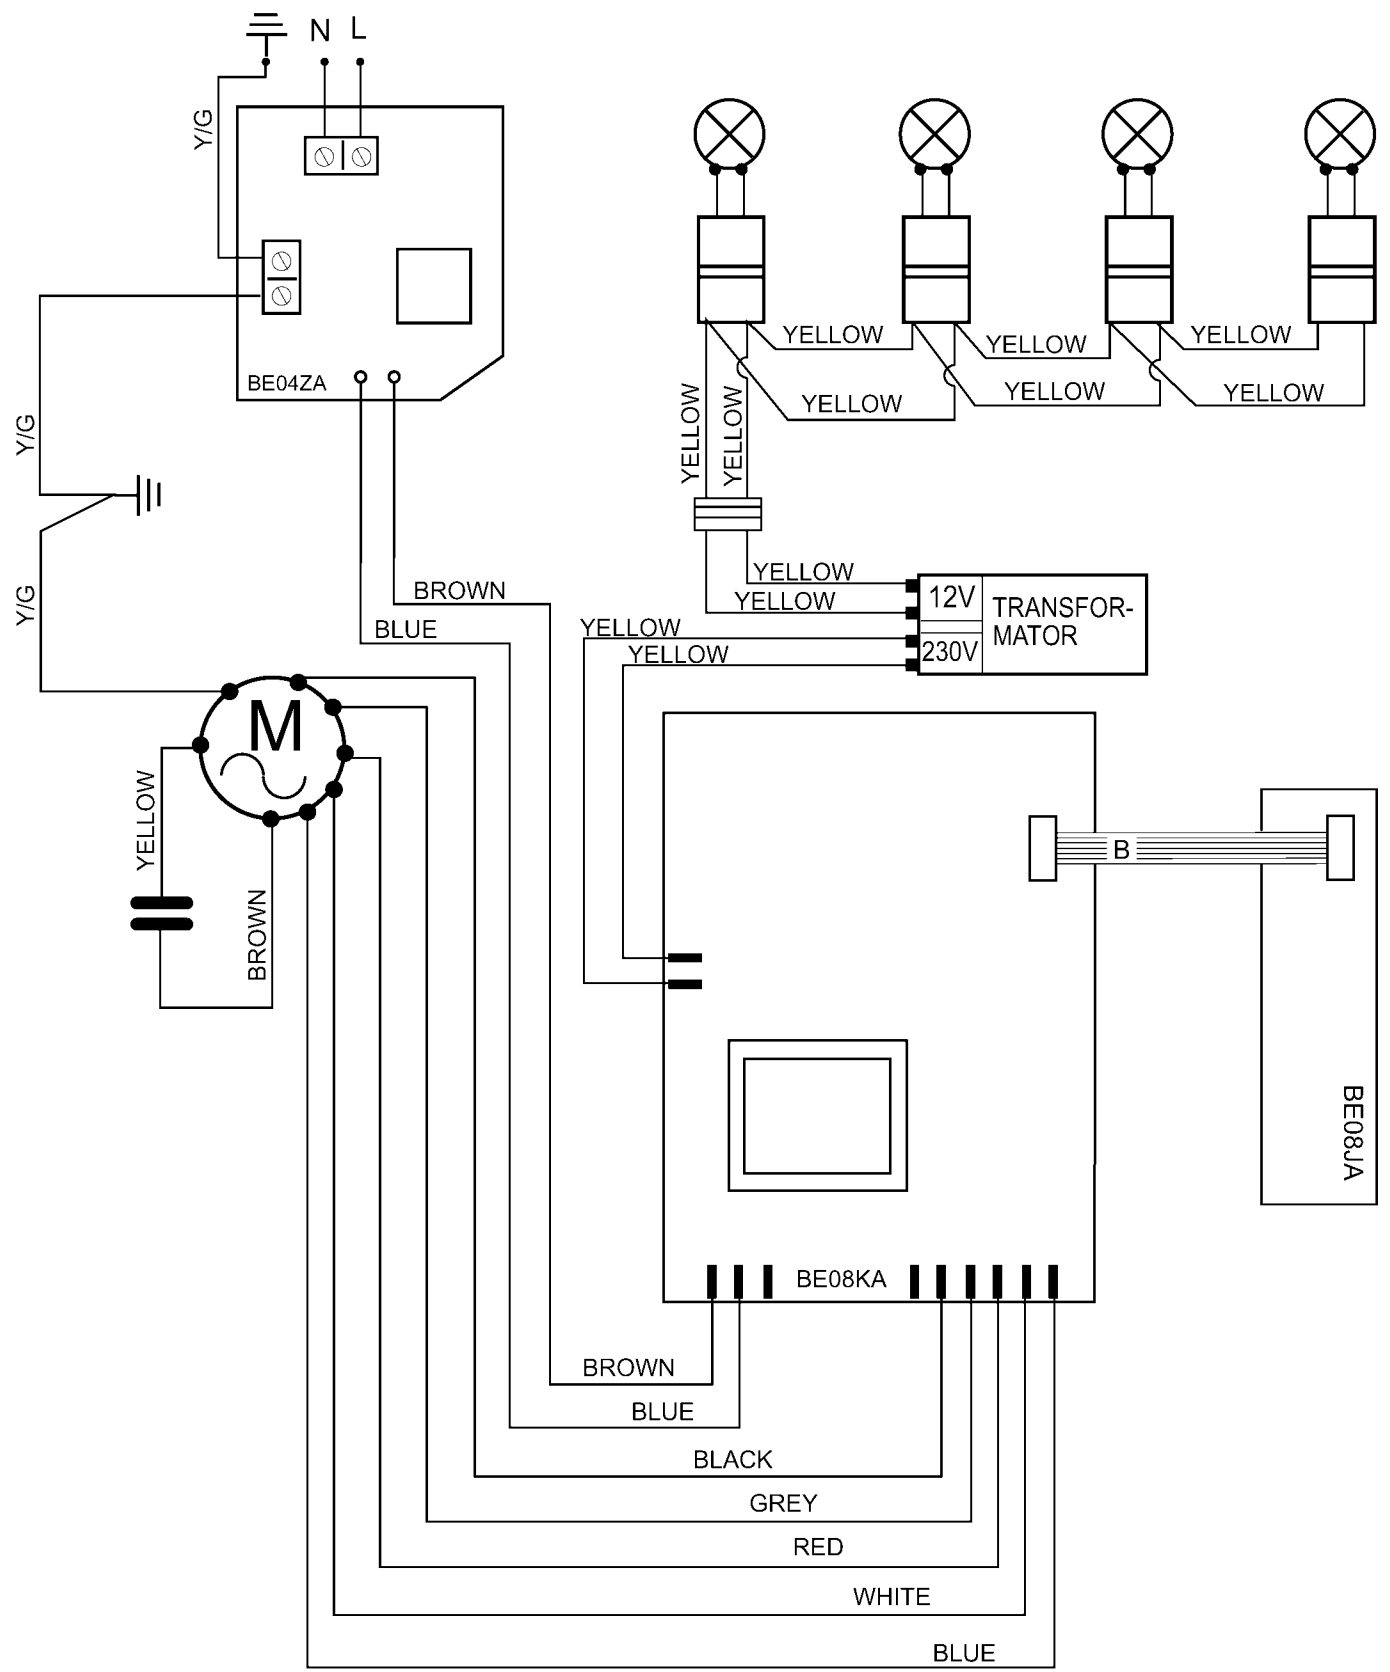 N L
Y/G
BE04ZA
Y/G
Y/G
YELLOW
YELLOW
YELLOW
YELLOW
YELLOW
YELLOW
YELLOW
YELLOW
YELLOW
YELLOW
YELLOW
YELLOW
12V
230V
TRANSFOR-
MATOR
BROWN
BLUE
M
YELLOW
BROWN
B
BE08JA
BE08KA
BROWN
BLUE
BLACK
GREY
RED
WHITE
BLUE